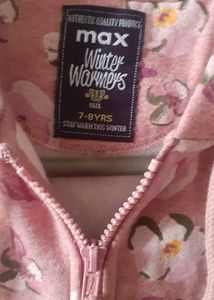 AUTHENTIC QUALITY PRODUCT
max
Winter
Warmers
SIZE
7-8YRS
STAY WARM THIS WINTER